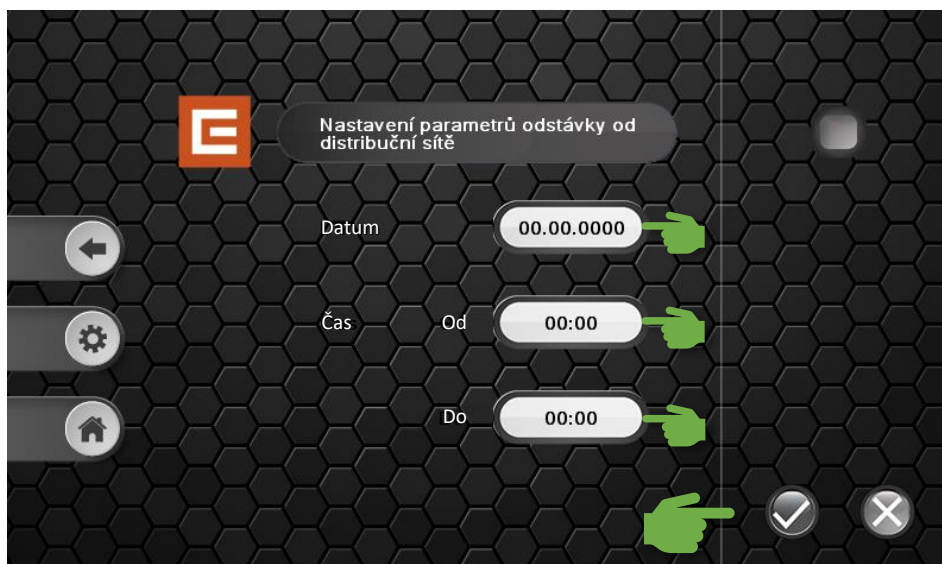 Nastavení parametrů odstávky od
distribuční sítě
Datum 00.00.0000
Čas Od 00:00
Do 00:00